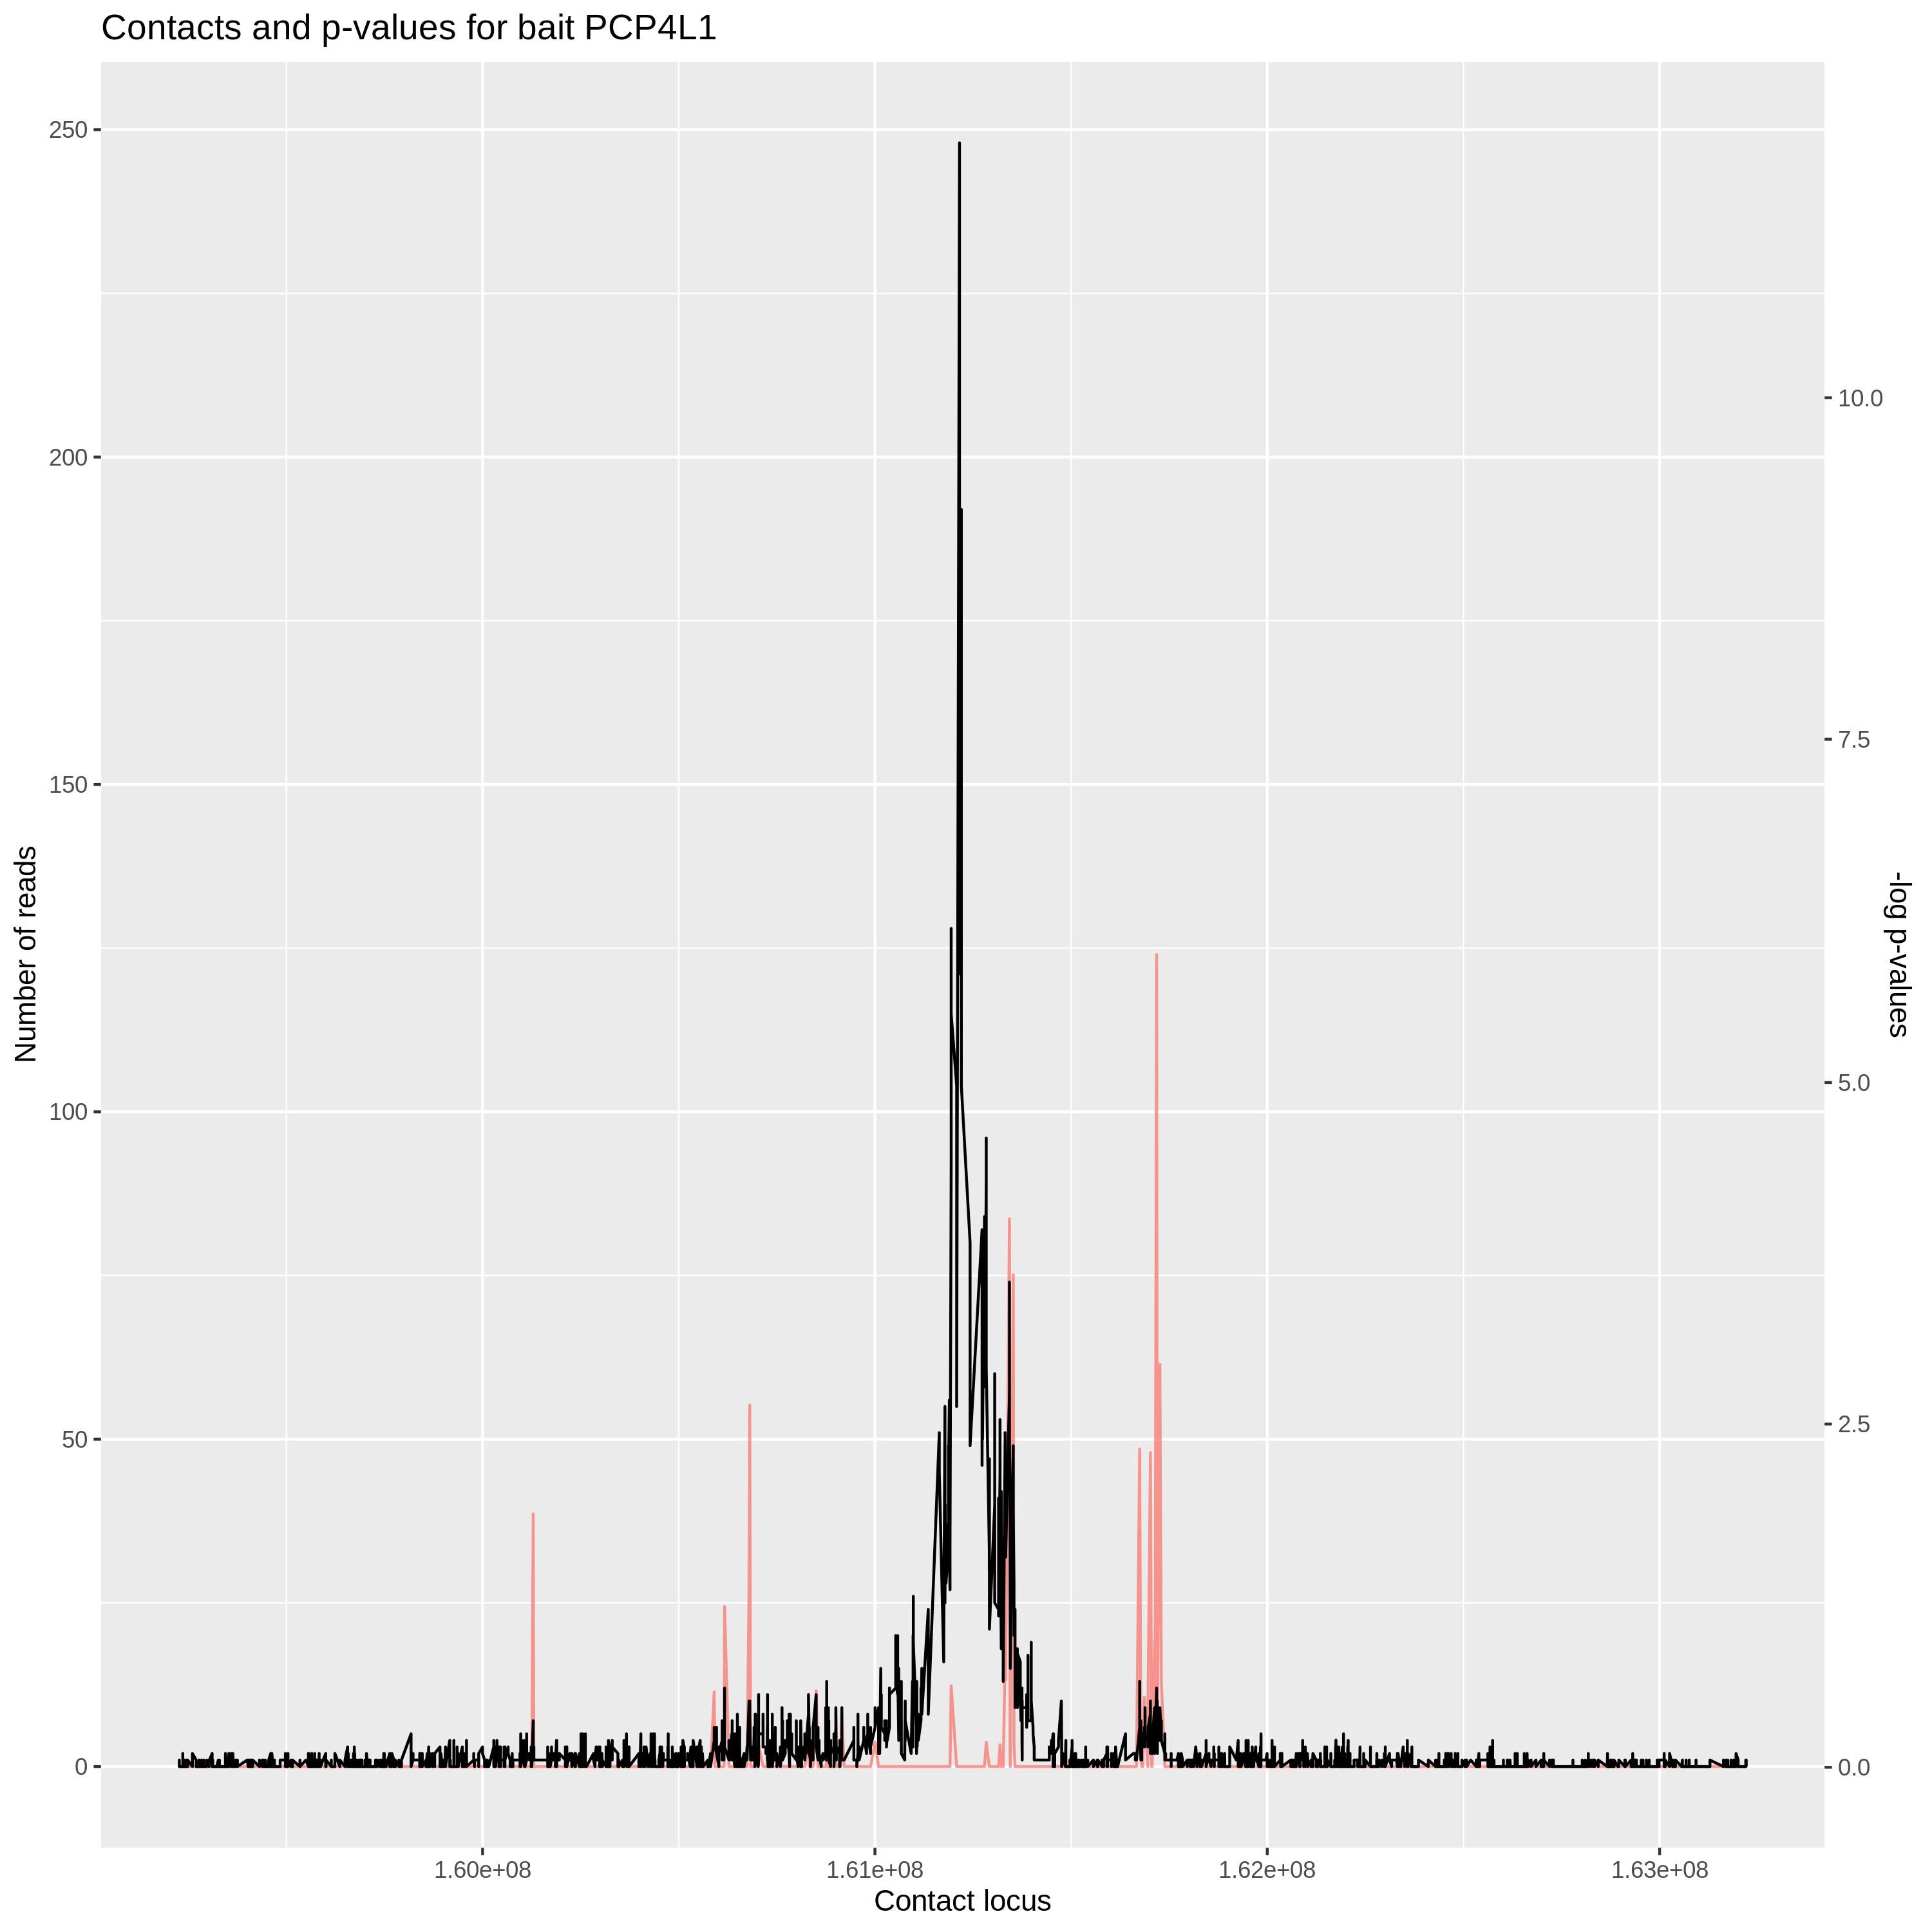 Contacts and p-values for bait PCP4L1
250
200
150
100
50
0
Number of reads
10.0
7.5
5.0
2.5
0.0
-log p-values
1.60e+08
1.61e+08
1.62e+08
1.63e+08
Contact locus